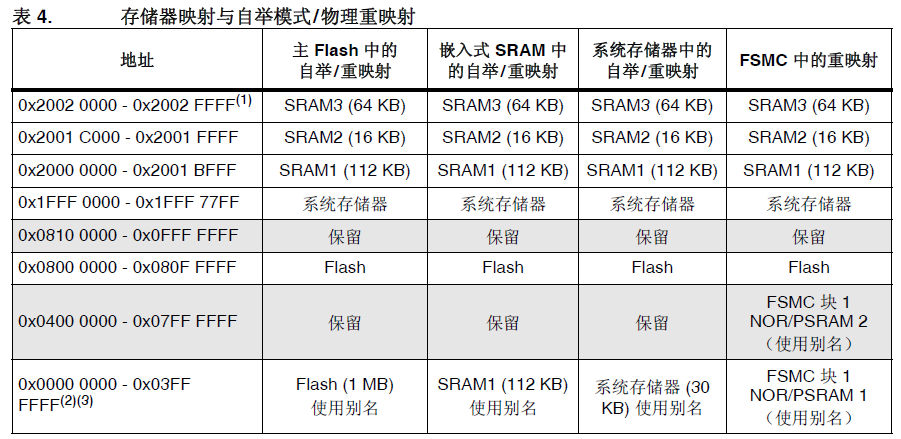 表 4. 存储器映射与自举模式/物理重映射
地址 主 Flash 中的自举/重映射 嵌入式 SRAM 中的自举/重映射 系统存储器中的自举/重映射 FSMC 中的重映射
0x2002 0000 - 0x2002 FFFF(1) SRAM3 (64 KB) SRAM3 (64 KB) SRAM3 (64 KB) SRAM3 (64 KB)
0x2001 C000 - 0x2001 FFFF SRAM2 (16 KB) SRAM2 (16 KB) SRAM2 (16 KB) SRAM2 (16 KB)
0x2000 0000 - 0x2001 BFFF SRAM1 (112 KB) SRAM1 (112 KB) SRAM1 (112 KB) SRAM1 (112 KB)
0x1FFF 0000 - 0x1FFF 77FF 系统存储器 系统存储器 系统存储器 系统存储器
0x0810 0000 - 0x0FFF FFFF 保留 保留 保留 保留
0x0800 0000 - 0x080F FFFF Flash Flash Flash Flash
0x0400 0000 - 0x07FF FFFF 保留 保留 保留 FSMC 块 1 NOR/PSRAM 2（使用别名）
0x0000 0000 - 0x03FF FFFF(2)(3) Flash (1 MB) 使用别名 SRAM1 (112 KB) 使用别名 系统存储器 (30 KB) 使用别名 FSMC 块 1 NOR/PSRAM 1（使用别名）